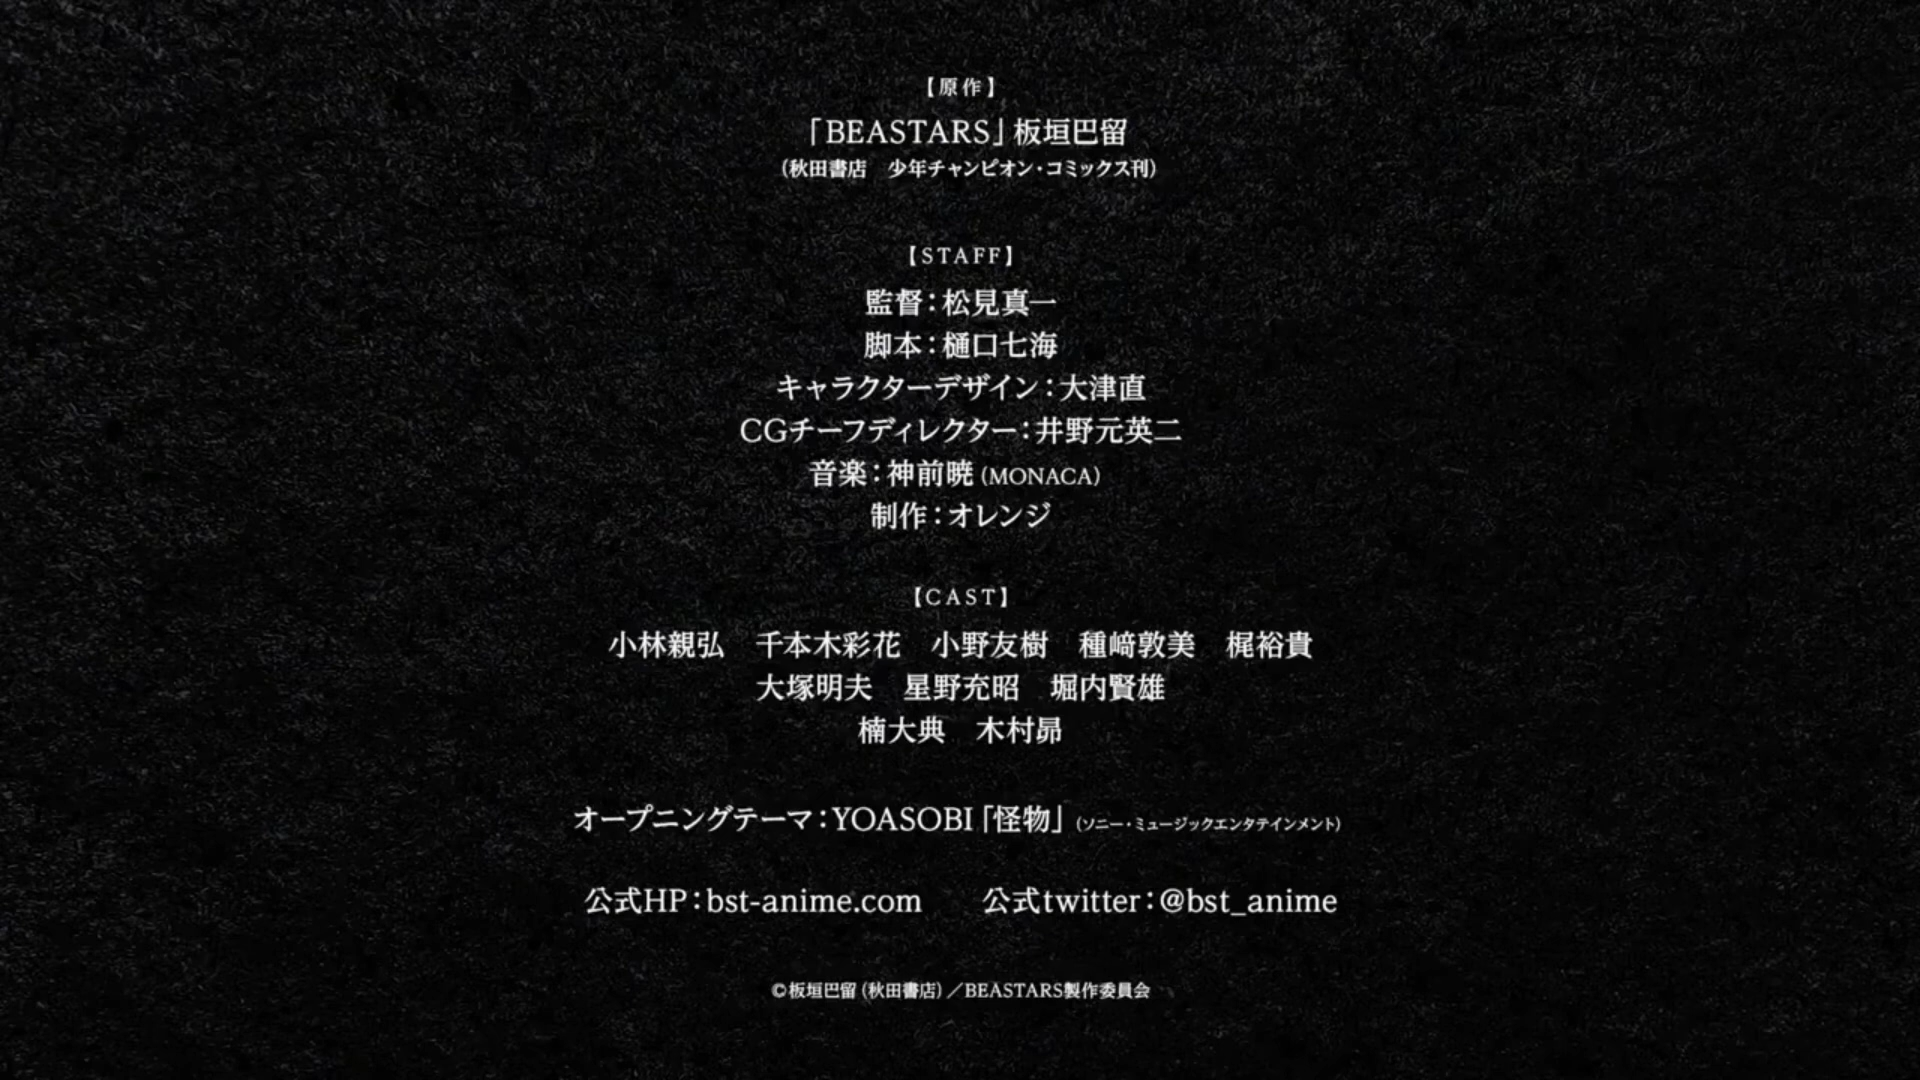 【原作】
「BEASTARS」板垣巴留
(秋田書店　少年チャンピオン・コミックス刊)
【STAFF】
監督：松見真一
脚本：樋口七海
キャラクターデザイン：大津直
CGチーフディレクター：井野元英二
音楽：神前暁 (MONACA)
制作：オレンジ
【CAST】
小林親弘　千本木彩花　小野友樹　種﨑敦美　梶裕貴
大塚明夫　星野充昭　堀内賢雄
楠大典　木村昴
オープニングテーマ：YOASOBI「怪物」 (ソニー・ミュージックエンタテインメント)
公式HP：bst-anime.com　　公式twitter：@bst_anime
©板垣巴留 (秋田書店) ／BEASTARS製作委員会